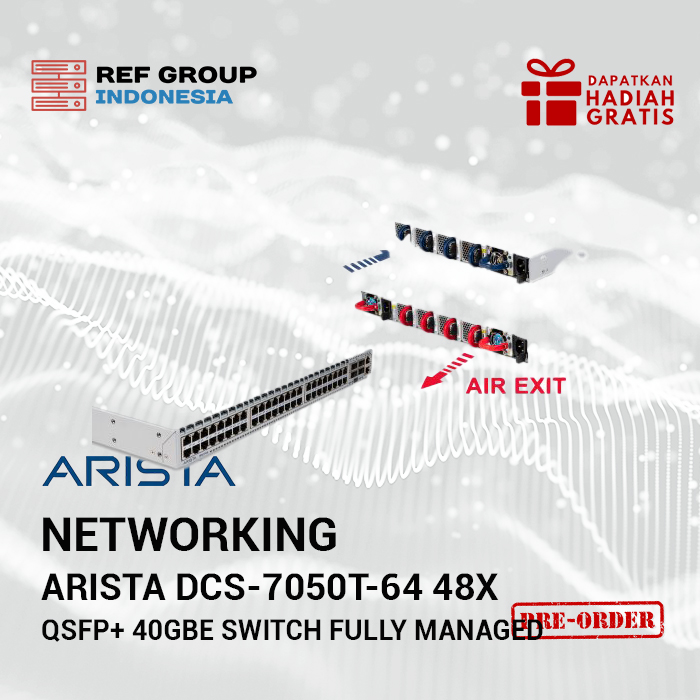 REF GROUP
INDONESIA
DAPATKAN
HADIAH
GRATIS
AIR EXIT
ARISTA
NETWORKING
ARISTA DCS-7050T-64 48X
QSFP+ 40GBE SWITCH FULLY MANAGED
PRE-ORDER